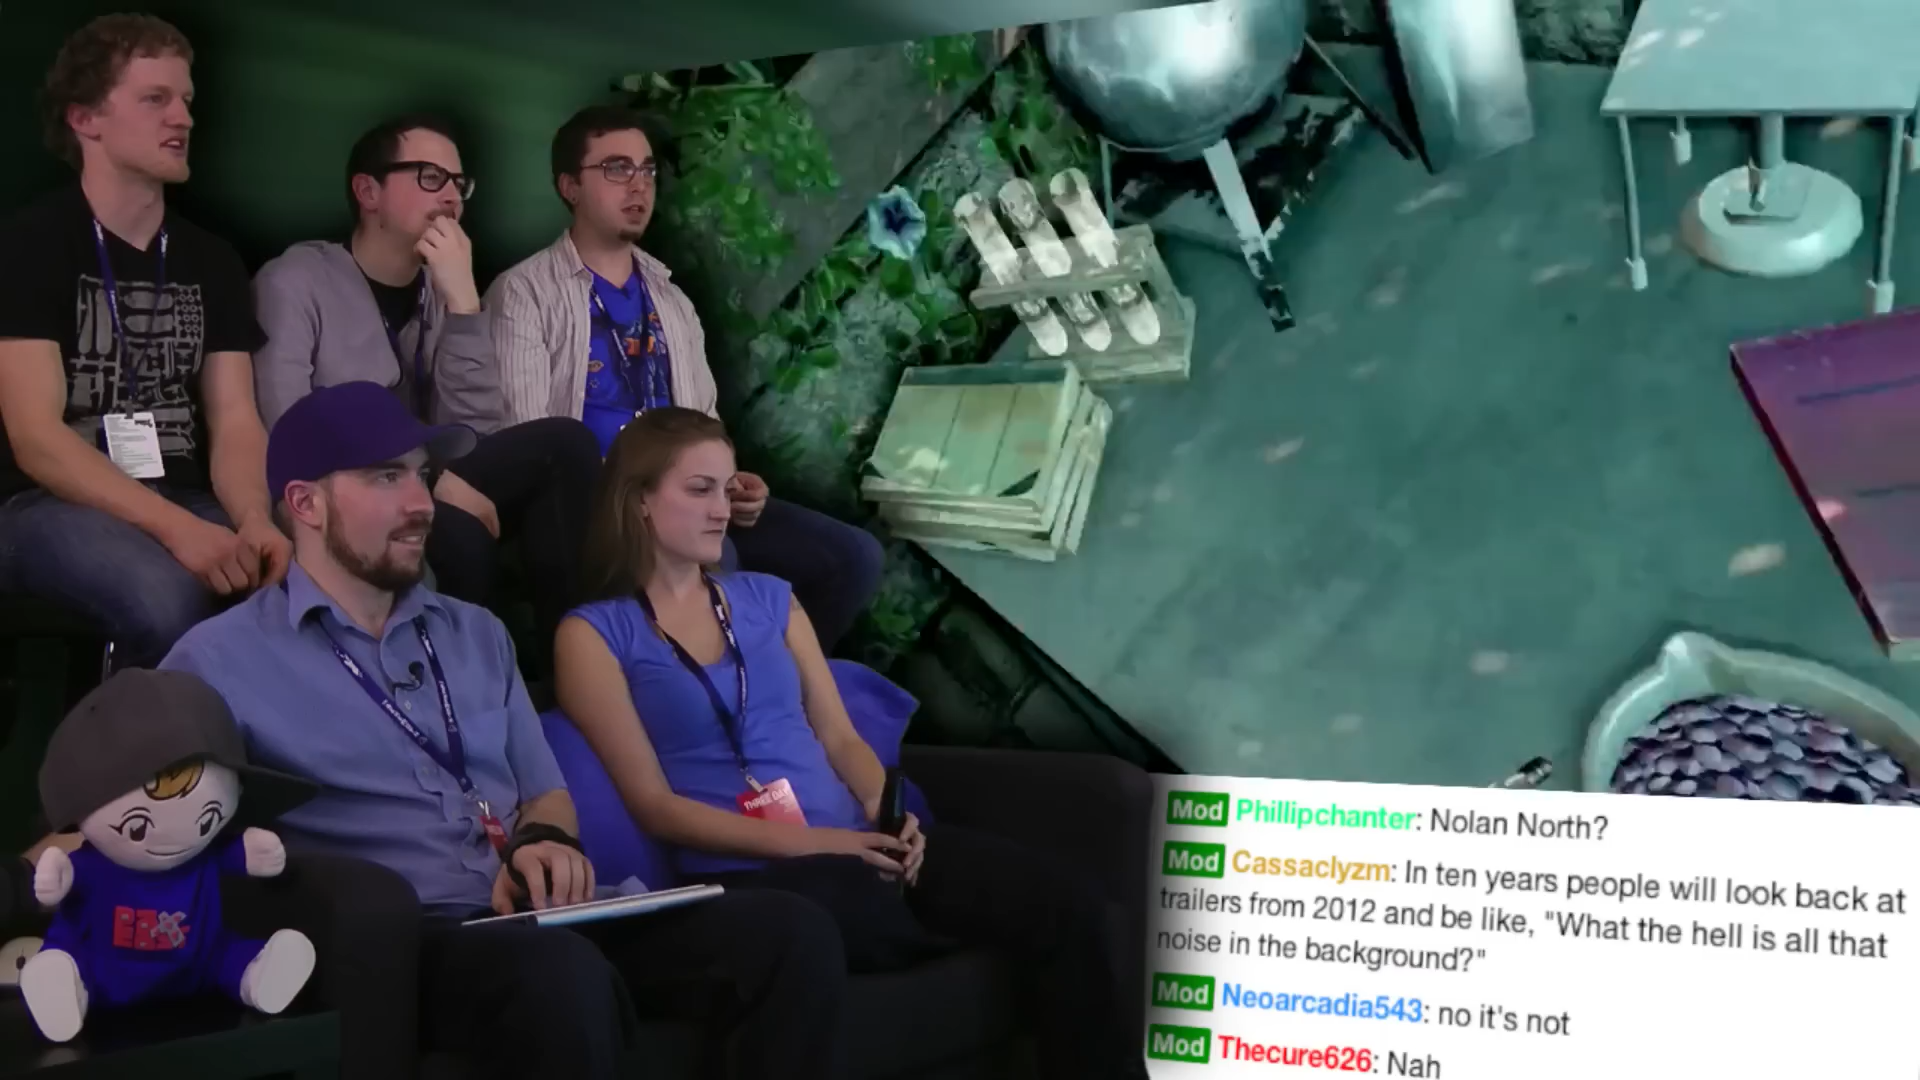 THREE DAY
Mod Phillipchanter: Nolan North?
Mod Cassaclyzm: In ten years people will look back at
trailers from 2012 and be like, "What the hell is all that
noise in the background?"
Mod Neoarcadia543: no it's not
Mod Thecure626: Nah